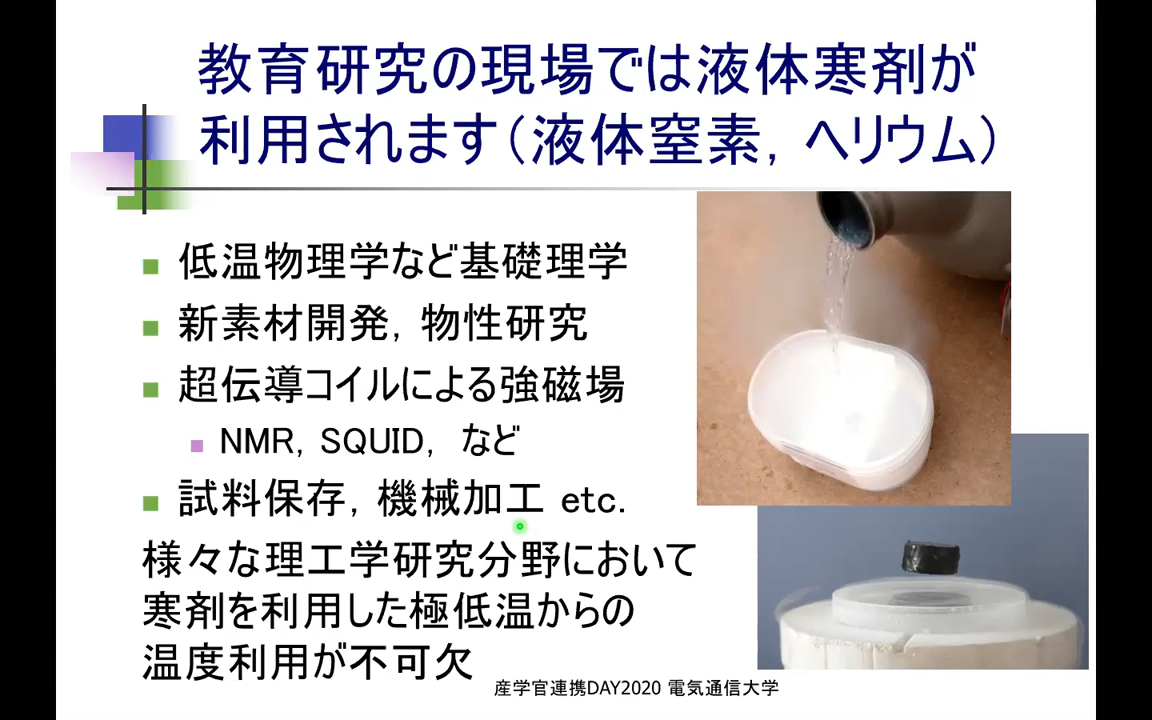 教育研究の現場では液体寒剤が
利用されます（液体窒素，ヘリウム）
低温物理学など基礎理学
新素材開発，物性研究
超伝導コイルによる強磁場
NMR，SQUID， など
試料保存，機械加工 etc.
様々な理工学研究分野において
寒剤を利用した極低温からの
温度利用が不可欠
産学官連携DAY2020 電気通信大学